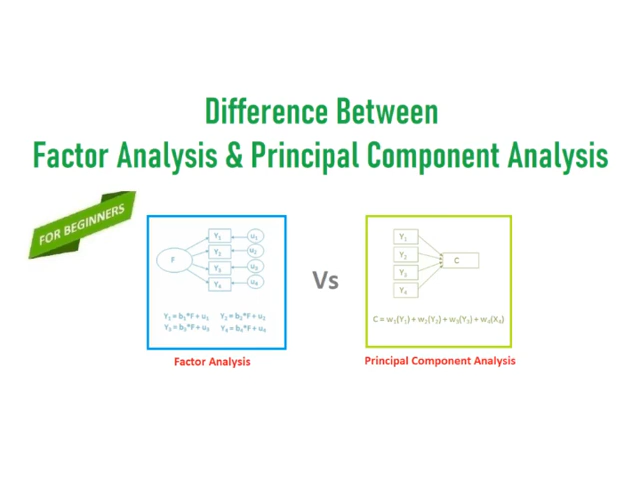 Difference Between
Factor Analysis & Principal Component Analysis
FOR BEGINNERS
F
Y₁
Y₂
Y₃
Y₄
u₁
u₂
u₃
u₄
Y₁ = b₁*F + u₁ Y₂ = b₂*F + u₂
Y₃ = b₃*F + u₃ Y₄ = b₄*F + u₄
Factor Analysis
Vs
Y₁
Y₂
Y₃
Y₄
C
C = w₁(Y₁) + w₂(Y₂) + w₃(Y₃) + w₄(X₄)
Principal Component Analysis